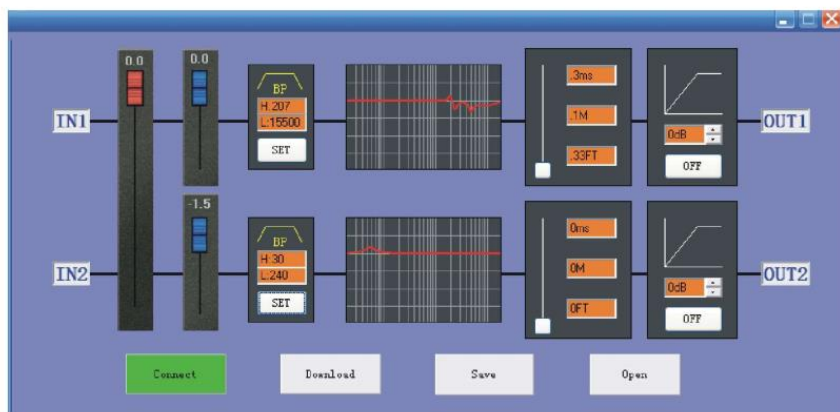 0.0
0.0
IN1
BP
H:207
L:15500
SET
.3ms
.1M
.33FT
0dB
OFF
OUT1
-1.5
IN2
BP
H:30
L:240
SET
0ms
0M
0FT
0dB
OFF
OUT2
Connect
Download
Save
Open